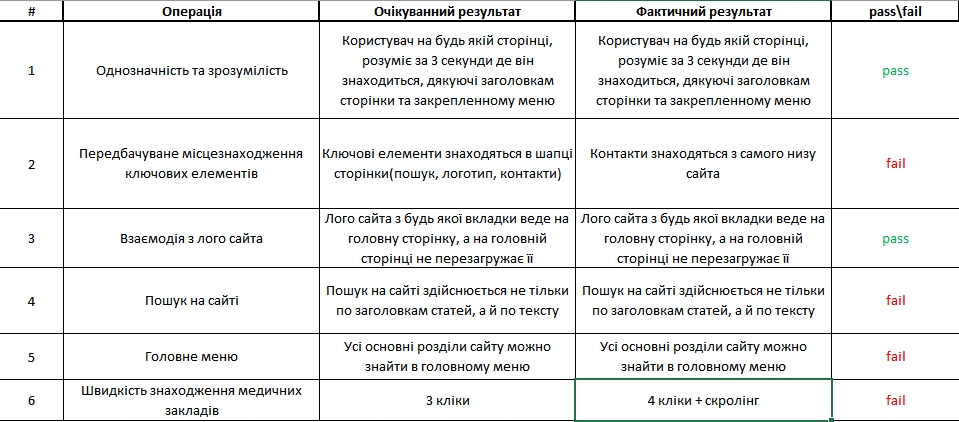 # Операція Очікуванний результат Фактичний результат pass\fail
1
Однозначність та зрозумілість
Користувач на будь якій сторінці,
розуміє за 3 секунди де він
знаходиться, дякуючі заголовкам
сторінки та закрепленному меню
Користувач на будь якій сторінці,
розуміє за 3 секунди де він
знаходиться, дякуючі заголовкам
сторінки та закрепленному меню
pass
2
Передбачуване місцезнаходження
ключових елементів
Ключові елементи знаходяться в шапці
сторінки(пошук, логотип, контакти)
Контакти знаходяться з самого низу
сайта
fail
3
Взаємодія з лого сайта
Лого сайта з будь якої вкладки веде на
головну сторінку, а на головній
сторінці не перезагружає її
Лого сайта з будь якої вкладки веде на
головну сторінку, а на головній
сторінці не перезагружає її
pass
4
Пошук на сайті
Пошук на сайті здійснюється не тільки
по заголовкам статей, а й по тексту
Пошук на сайті здійснюється не тільки
по заголовкам статей, а й по тексту
fail
5
Головне меню
Усі основні розділи сайту можно
знайти в головному меню
Усі основні розділи сайту можно
знайти в головному меню
fail
6
Швидкість знаходження медичних
закладів
3 кліки
4 кліки + скролінг
fail